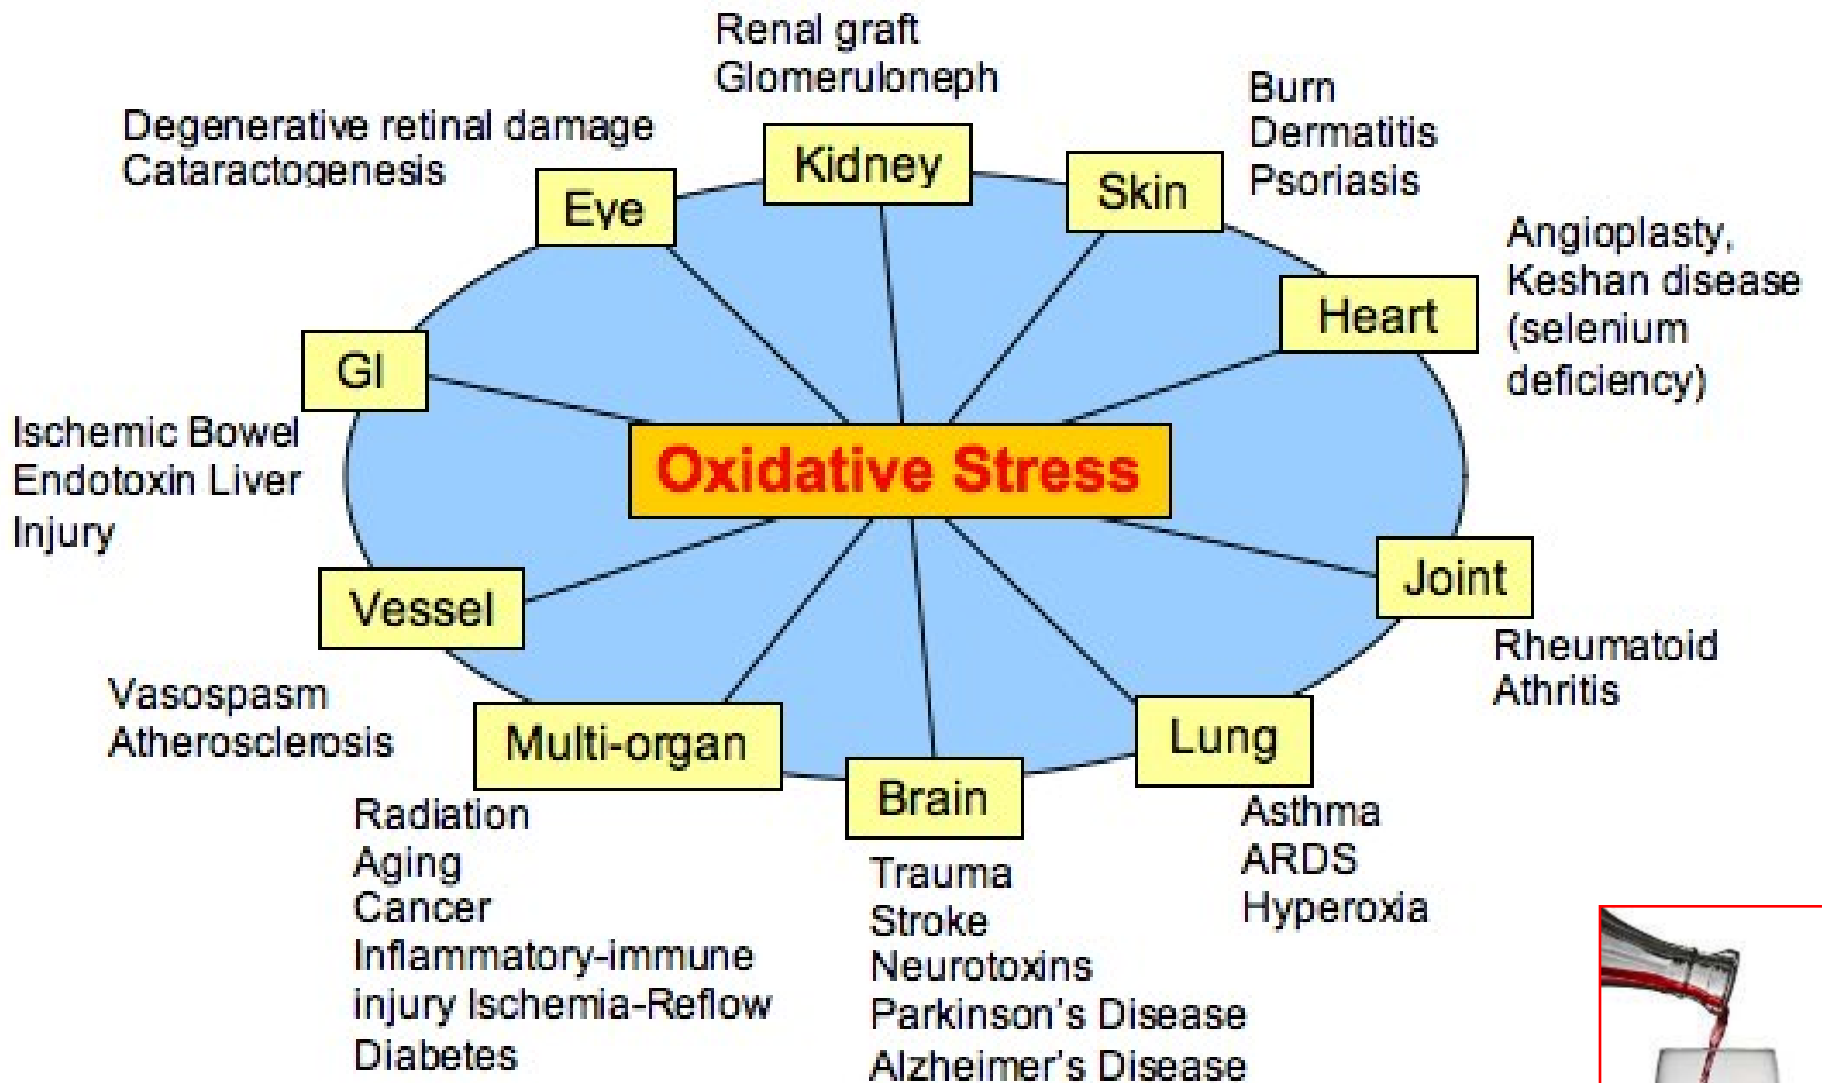 Renal graft
Glomeruloneph
Kidney
Burn
Dermatitis
Psoriasis
Skin
Degenerative retinal damage
Cataractogenesis
Eye
Angioplasty,
Keshan disease
(selenium
deficiency)
Heart
GI
Ischemic Bowel
Endotoxin Liver
Injury
Oxidative Stress
Joint
Rheumatoid
Athritis
Vessel
Vasospasm
Atherosclerosis
Multi-organ
Radiation
Aging
Cancer
Inflammatory-immune
injury Ischemia-Reflow
Diabetes
Brain
Trauma
Stroke
Neurotoxins
Parkinson's Disease
Alzheimer's Disease
Lung
Asthma
ARDS
Hyperoxia